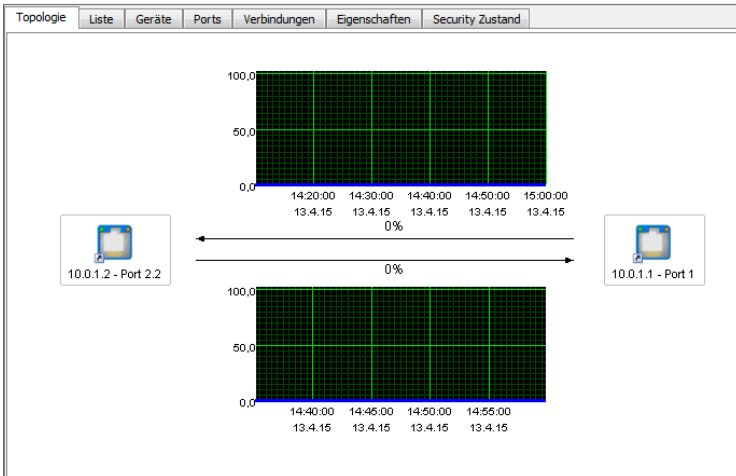 Topologie Liste Geräte Ports Verbindungen Eigenschaften Security Zustand
100,0
50,0
0,0
14:20:00 14:30:00 14:40:00 14:50:00 15:00:00
13.4.15 13.4.15 13.4.15 13.4.15 13.4.15
0%
10.0.1.2 - Port 2.2
10.0.1.1 - Port 1
0%
100,0
50,0
0,0
14:40:00 14:45:00 14:50:00 14:55:00
13.4.15 13.4.15 13.4.15 13.4.15